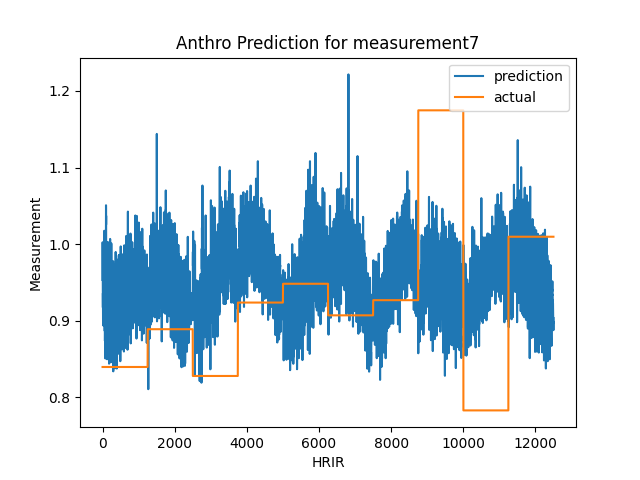 Anthro Prediction for measurement7
prediction
actual
Measurement
1.2
1.1
1.0
0.9
0.8
0
2000
4000
6000
8000
10000
12000
HRIR